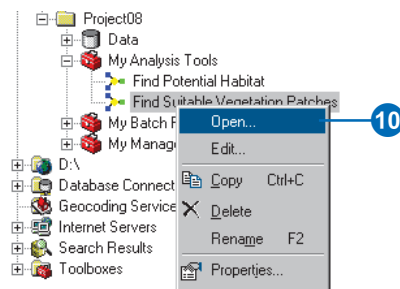 Project08
Data
My Analysis Tools
Find Potential Habitat
Find Suitable Vegetation Patches
My Batch
Open...
10
My Manag
Edit...
D:\
Database Connect
Copy Ctrl+C
Geocoding Service
Delete
Internet Servers
Rename F2
Search Results
Toolboxes
Properties...